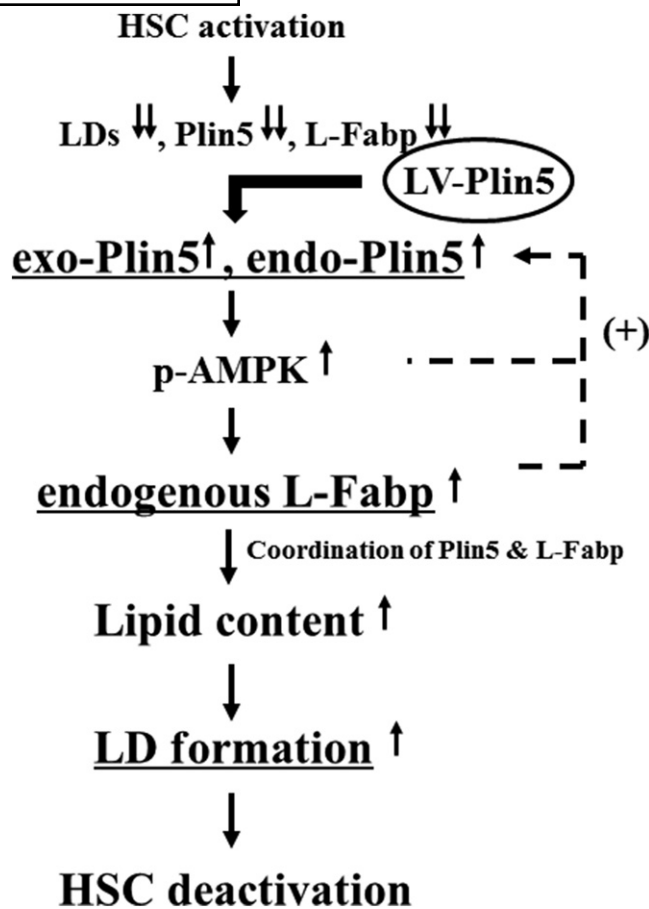 HSC activation
LDs ↓↓, Plin5 ↓↓, L-Fabp ↓↓
LV-Plin5
exo-Plin5↑, endo-Plin5↑
(+)
p-AMPK ↑
endogenous L-Fabp ↑
Coordination of Plin5 & L-Fabp
Lipid content ↑
LD formation ↑
HSC deactivation